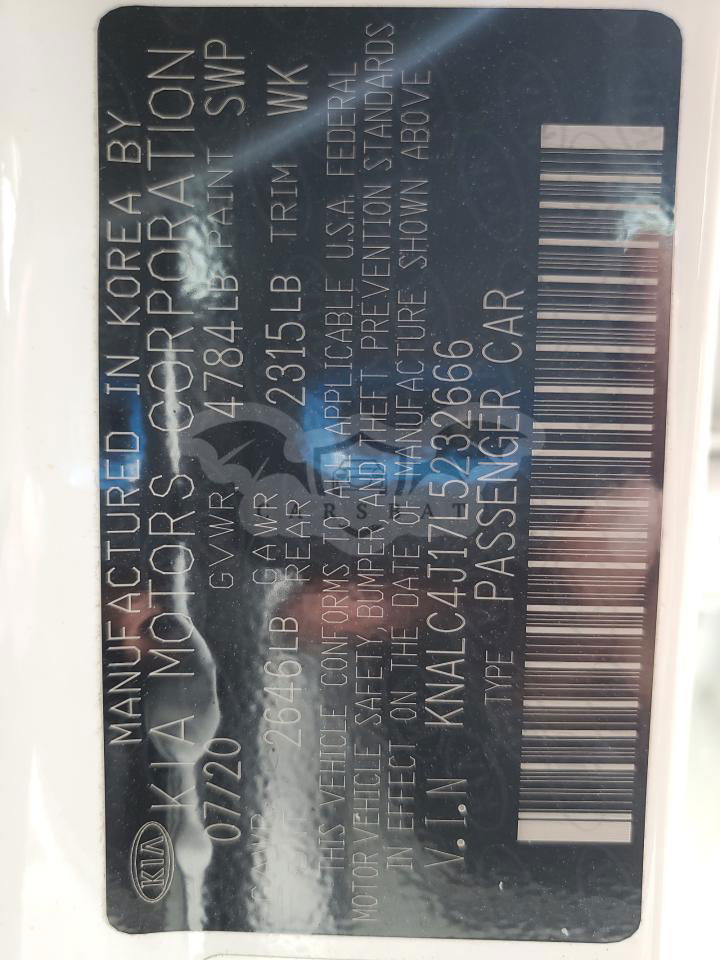 KIA
MANUFACTURED IN KOREA BY
KIA MOTORS CORPORATION
07/20 GVWR 4784LB PAINT SWP
GAWR 2646LB GAWR REAR 2315LB TRIM WK
THIS VEHICLE CONFORMS TO ALL APPLICABLE U.S.A. FEDERAL
MOTOR VEHICLE SAFETY, BUMPER, AND THEFT PREVENTION STANDARDS
IN EFFECT ON THE DATE OF MANUFACTURE SHOWN ABOVE
V.I.N KNALC4J17L5232666
TYPE PASSENGER CAR